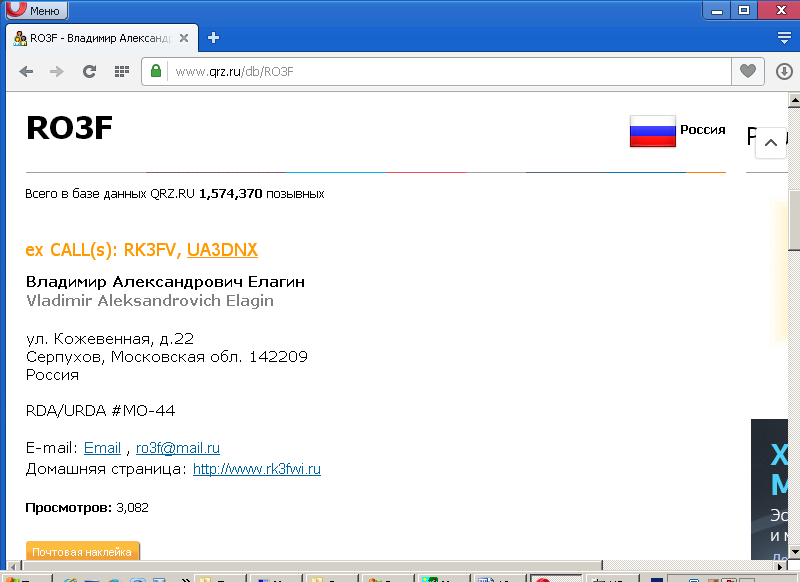 Меню
RO3F - Владимир Александ
www.qrz.ru/db/RO3F
RO3F
Россия
Всего в базе данных QRZ.RU 1,574,370 позывных
ex CALL(s): RK3FV, UA3DNX
Владимир Александрович Елагин
Vladimir Aleksandrovich Elagin
ул. Кожевенная, д.22
Серпухов, Московская обл. 142209
Россия
RDA/URDA #MO-44
E-mail: Email , ro3f@mail.ru
Домашняя страница: http://www.rk3fwi.ru
Просмотров: 3,082
Почтовая наклейка
Эс
и м